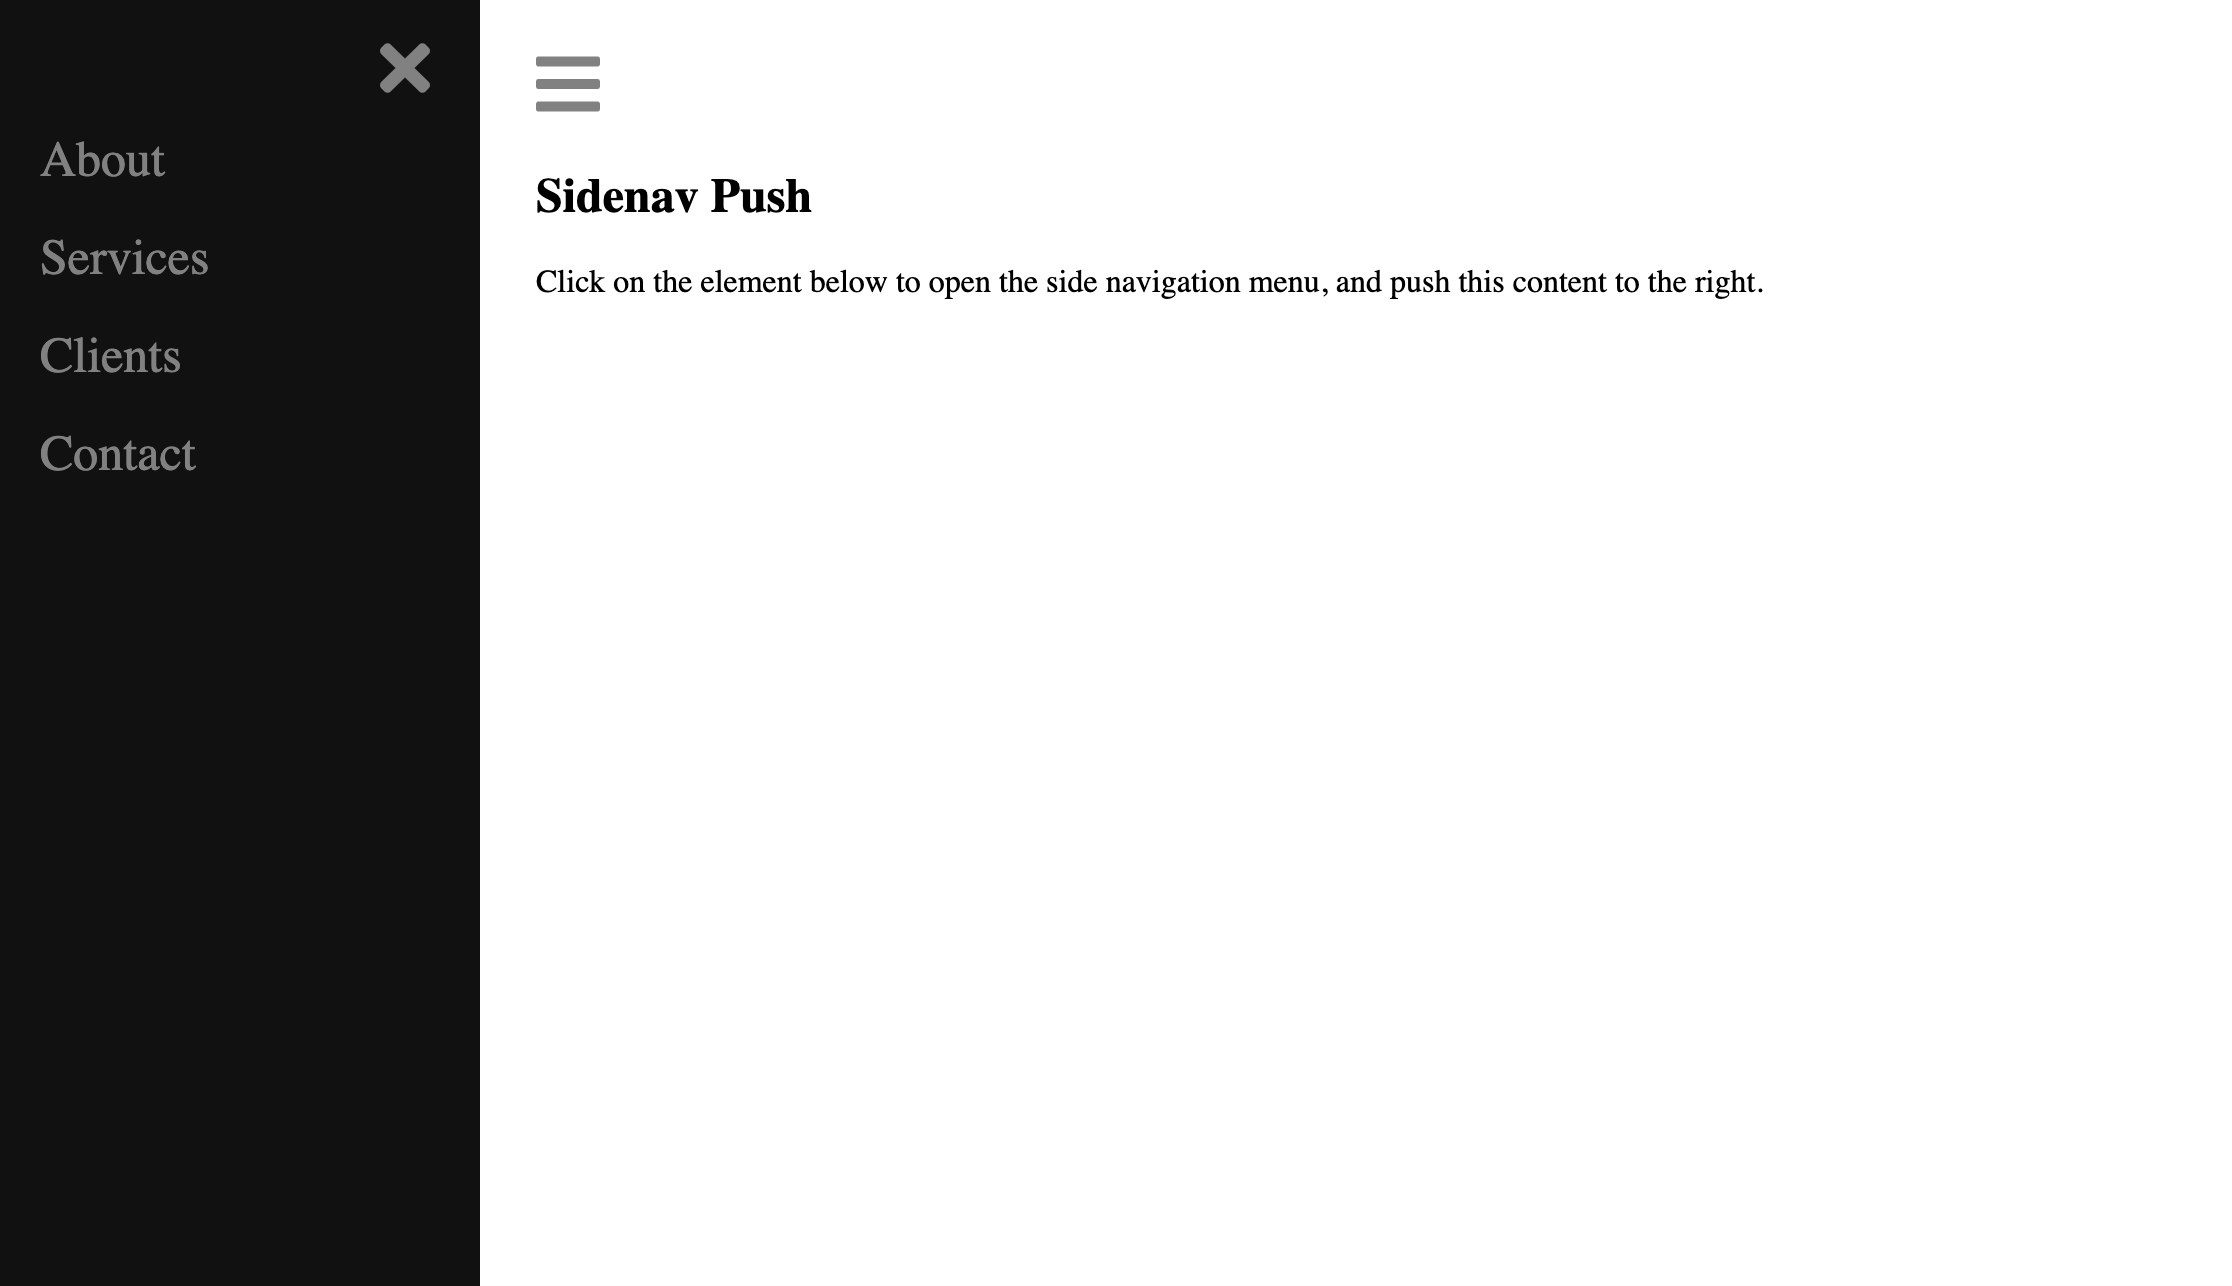 About
Services
Clients
Contact
Sidenav Push
Click on the element below to open the side navigation menu, and push this content to the right.